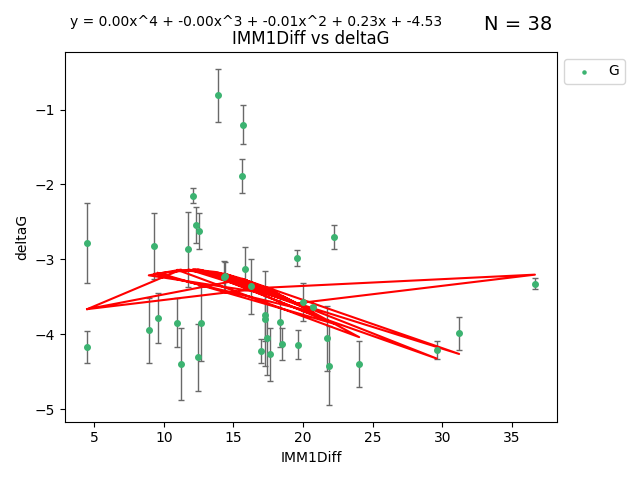 y = 0.00x^4 + -0.00x^3 + -0.01x^2 + 0.23x + -4.53
N = 38
IMM1Diff vs deltaG
G
deltaG
−1
−2
−3
−4
−5
5 10 15 20 25 30 35
IMM1Diff